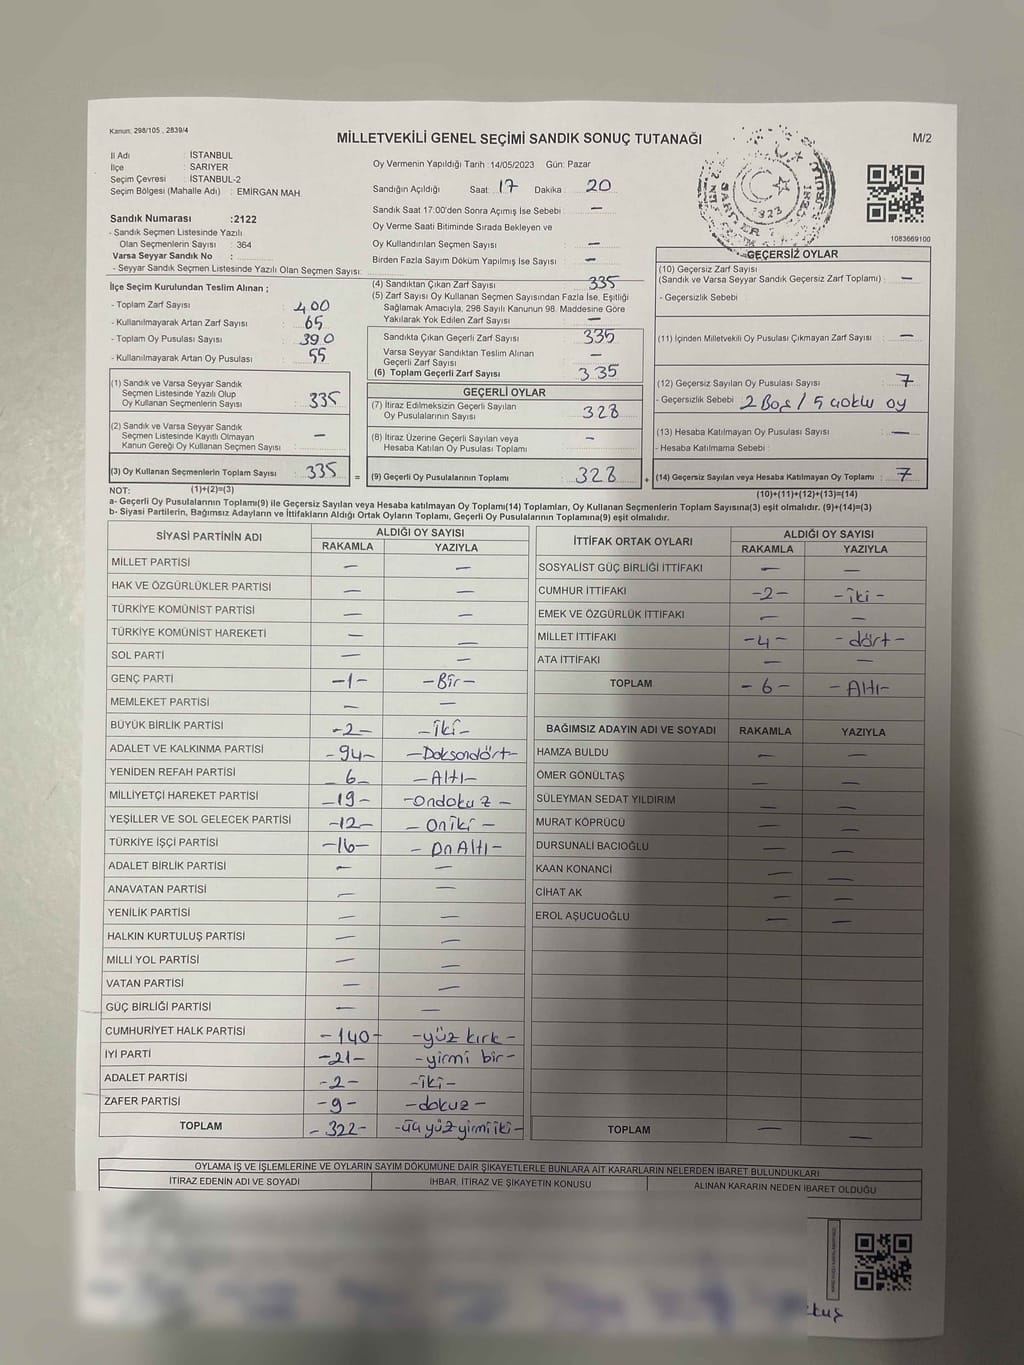 Kanun: 298/105 , 2839/4
MİLLETVEKİLİ GENEL SEÇİMİ SANDIK SONUÇ TUTANAĞI
M/2
İl Adı : İSTANBUL
İlçe : SARIYER
Seçim Çevresi : İSTANBUL-2
Seçim Bölgesi (Mahalle Adı) : EMİRGAN MAH.
Sandık Numarası :2122
- Sandık Seçmen Listesinde Yazılı
Olan Seçmenlerin Sayısı : 364
Varsa Seyyar Sandık No :
- Seyyar Sandık Seçmen Listesinde Yazılı Olan Seçmen Sayısı:
Oy Vermenin Yapıldığı Tarih :14/05/2023 Gün: Pazar
Sandığın Açıldığı Saat: 17 Dakika : 20
Sandık Saat 17.00'den Sonra Açımış İse Sebebi : —
Oy Verme Saati Bitiminde Sırada Bekleyen ve
Oy Kullandırılan Seçmen Sayısı : —
Birden Fazla Sayım Döküm Yapılmış İse Sayısı : —
1083669100
İlçe Seçim Kurulundan Teslim Alınan ;
- Toplam Zarf Sayısı : 400
- Kullanılmayarak Artan Zarf Sayısı : 65
- Toplam Oy Pusulası Sayısı : 390
- Kullanılmayarak Artan Oy Pusulası : 55
(1) Sandık ve Varsa Seyyar Sandık
Seçmen Listesinde Yazılı Olup
Oy Kullanan Seçmenlerin Sayısı : 335
(2) Sandık ve Varsa Seyyar Sandık
Seçmen Listesinde Kayıtlı Olmayan
Kanun Gereği Oy Kullanan Seçmen Sayısı : —
(3) Oy Kullanan Seçmenlerin Toplam Sayısı : 335
(1)+(2)=(3)
(4) Sandıktan Çıkan Zarf Sayısı : 335
(5) Zarf Sayısı Oy Kullanan Seçmen Sayısından Fazla İse, Eşitliği
Sağlamak Amacıyla, 298 Sayılı Kanunun 98. Maddesine Göre
Yakılarak Yok Edilen Zarf Sayısı : —
Sandıkta Çıkan Geçerli Zarf Sayısı : 335
Varsa Seyyar Sandıktan Teslim Alınan
Geçerli Zarf Sayısı : —
(6) Toplam Geçerli Zarf Sayısı : 335
GEÇERLİ OYLAR
(7) İtiraz Edilmeksizin Geçerli Sayılan
Oy Pusulalarının Sayısı : 328
(8) İtiraz Üzerine Geçerli Sayılan veya
Hesaba Katılan Oy Pusulası Toplamı : -
= (9) Geçerli Oy Pusulalarının Toplamı : 328 +
GEÇERSİZ OYLAR
(10) Geçersiz Zarf Sayısı
(Sandık ve Varsa Seyyar Sandık Geçersiz Zarf Toplamı) : —
- Geçersizlik Sebebi :
(11) İçinden Milletvekili Oy Pusulası Çıkmayan Zarf Sayısı : —
(12) Geçersiz Sayılan Oy Pusulası Sayısı : 7
- Geçersizlik Sebebi : 2 Boş / 5 çoklu oy
(13) Hesaba Katılmayan Oy Pusulası Sayısı : —
- Hesaba Katılmama Sebebi :
(14) Geçersiz Sayılan veya Hesaba Katılmayan Oy Toplamı : 7
(10)+(11)+(12)+(13)=(14)
NOT:
a- Geçerli Oy Pusulalarının Toplamı(9) ile Geçersiz Sayılan veya Hesaba katılmayan Oy Toplamı(14) Toplamları, Oy Kullanan Seçmenlerin Toplam Sayısına(3) eşit olmalıdır. (9)+(14)=(3)
b- Siyasi Partilerin, Bağımsız Adayların ve İttifakların Aldığı Ortak Oyların Toplamı, Geçerli Oy Pusulalarının Toplamına(9) eşit olmalıdır.
SİYASİ PARTİNİN ADI ALDIĞI OY SAYISI
RAKAMLA YAZIYLA
MİLLET PARTİSİ — —
HAK VE ÖZGÜRLÜKLER PARTİSİ — —
TÜRKİYE KOMÜNİST PARTİSİ — —
TÜRKİYE KOMÜNİST HAREKETİ — —
SOL PARTİ — —
GENÇ PARTİ -1- -Bir-
MEMLEKET PARTİSİ — —
BÜYÜK BİRLİK PARTİSİ -2- -iki-
ADALET VE KALKINMA PARTİSİ -94- -Doksandört-
YENİDEN REFAH PARTİSİ -6- -Altı-
MİLLİYETÇİ HAREKET PARTİSİ -19- -Ondokuz-
YEŞİLLER VE SOL GELECEK PARTİSİ -12- -Oniki-
TÜRKİYE İŞÇİ PARTİSİ -16- -OnAltı-
ADALET BİRLİK PARTİSİ — —
ANAVATAN PARTİSİ — —
YENİLİK PARTİSİ — —
HALKIN KURTULUŞ PARTİSİ — —
MİLLİ YOL PARTİSİ — —
VATAN PARTİSİ — —
GÜÇ BİRLİĞİ PARTİSİ — —
CUMHURİYET HALK PARTİSİ -140- -yüz kırk-
İYİ PARTİ -21- -yirmi bir-
ADALET PARTİSİ -2- -iki-
ZAFER PARTİSİ -9- -dokuz-
TOPLAM -322- -üç yüz yirmi iki-
İTTİFAK ORTAK OYLARI ALDIĞI OY SAYISI
RAKAMLA YAZIYLA
SOSYALİST GÜÇ BİRLİĞİ İTTİFAKI — —
CUMHUR İTTİFAKI -2- -iki-
EMEK VE ÖZGÜRLÜK İTTİFAKI — —
MİLLET İTTİFAKI -4- -dört-
ATA İTTİFAKI — —
TOPLAM -6- -Altı-
BAĞIMSIZ ADAYIN ADI VE SOYADI RAKAMLA YAZIYLA
HAMZA BULDU — —
ÖMER GÖNÜLTAŞ — —
SÜLEYMAN SEDAT YILDIRIM — —
MURAT KÖPRÜCÜ — —
DURSUNALİ BACIOĞLU — —
KAAN KONANCİ — —
CİHAT AK — —
EROL AŞUCUOĞLU — —
TOPLAM — —
OYLAMA İŞ VE İŞLEMLERİNE VE OYLARIN SAYIM DÖKÜMÜNE DAİR ŞİKAYETLERLE BUNLARA AİT KARARLARIN NELERDEN İBARET BULUNDUKLARI
İTİRAZ EDENİN ADI VE SOYADI İHBAR, İTİRAZ VE ŞİKAYETİN KONUSU ALINAN KARARIN NEDEN İBARET OLDUĞU